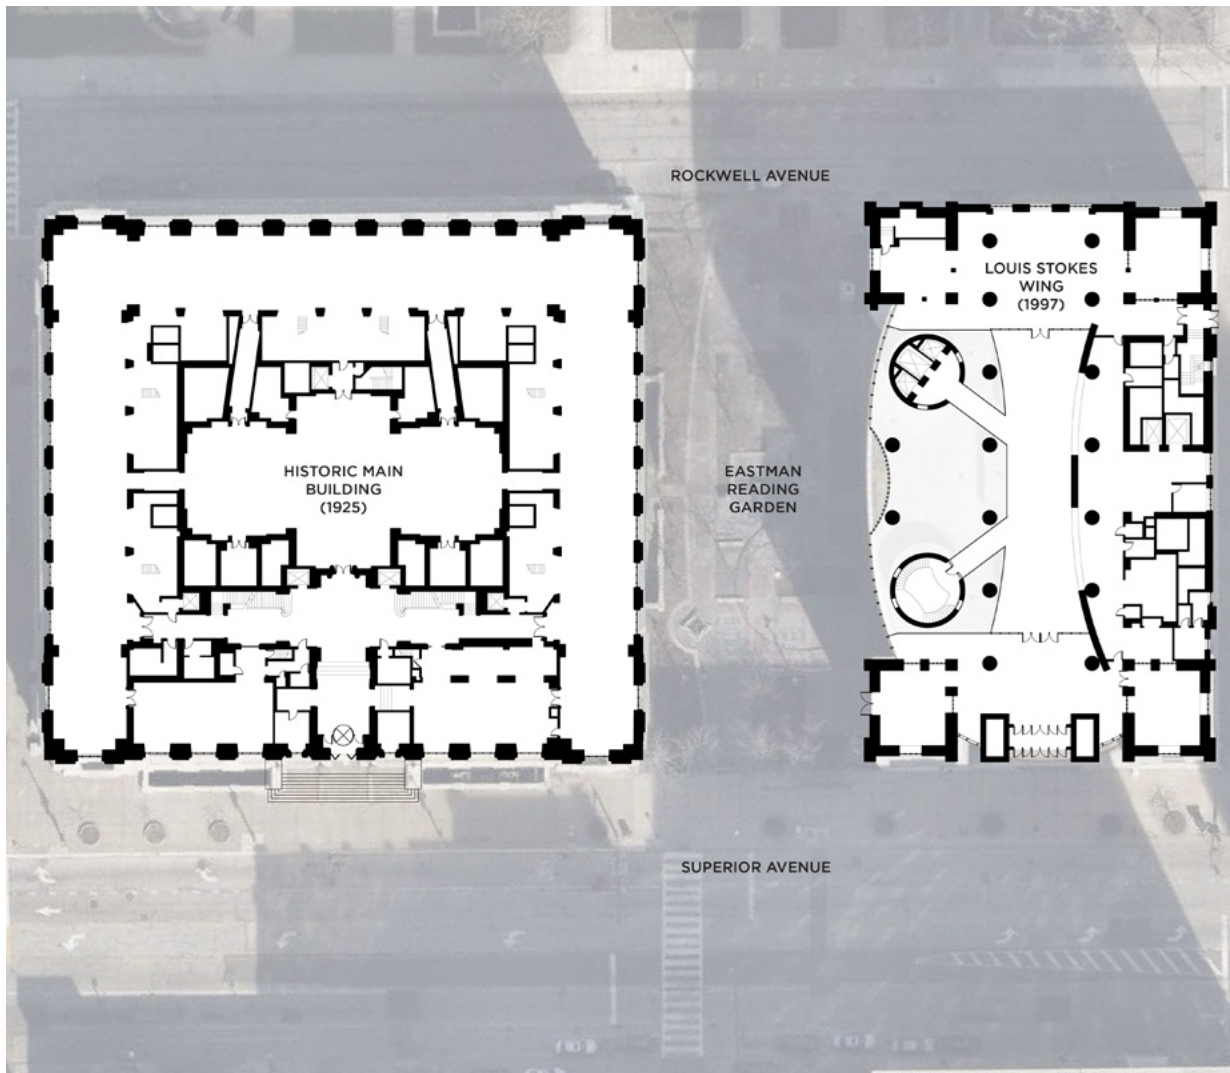 ROCKWELL AVENUE
LOUIS STOKES
WING
(1997)
HISTORIC MAIN
BUILDING
(1925)
EASTMAN
READING
GARDEN
SUPERIOR AVENUE